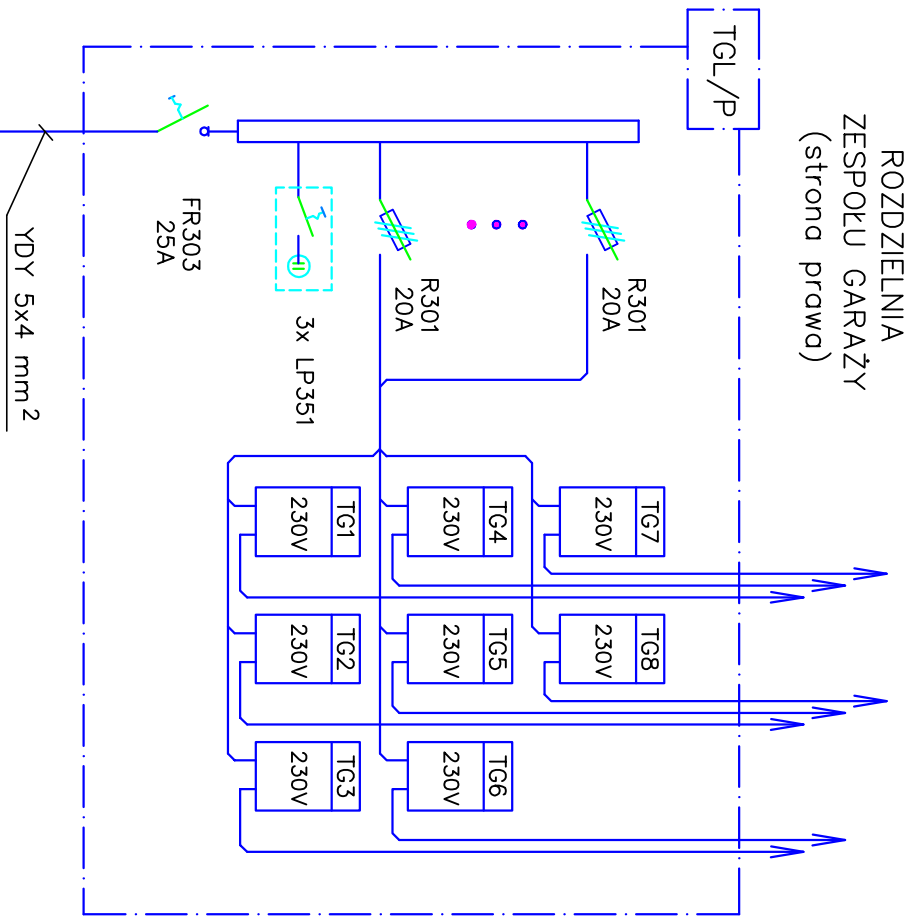 ROZDZIELNIA
ZESPOŁU GARAŻY
(strona prawa)
TGL/P
R301
20A
R301
20A
3x LP351
FR303
25A
YDY 5x4 mm²
TG7
230V
TG8
230V
TG4
230V
TG5
230V
TG6
230V
TG1
230V
TG2
230V
TG3
230V